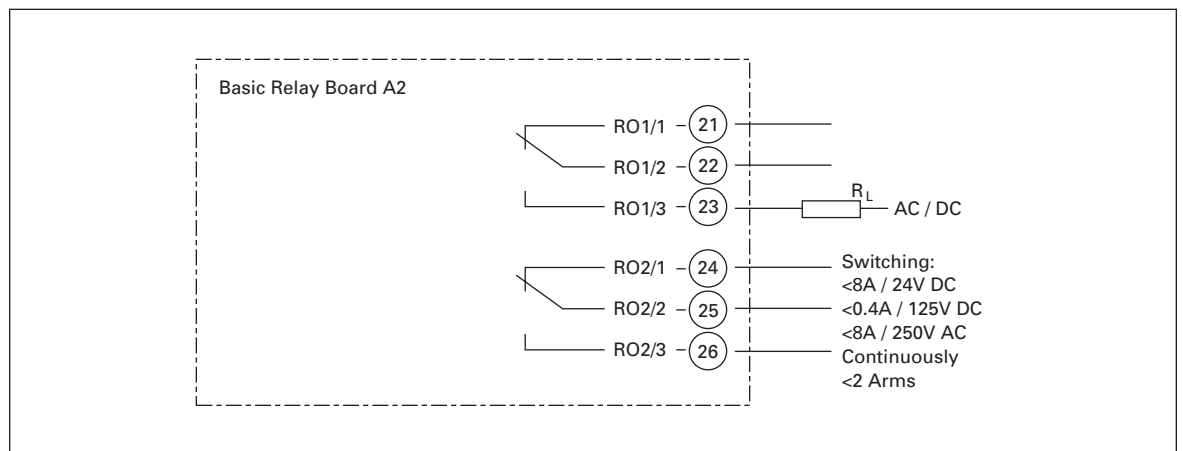 Basic Relay Board A2
RO1/1 21
RO1/2 22
RO1/3 23 RL AC / DC
RO2/1 24
RO2/2 25
RO2/3 26
Switching:
<8A / 24V DC
<0.4A / 125V DC
<8A / 250V AC
Continuously
<2 Arms